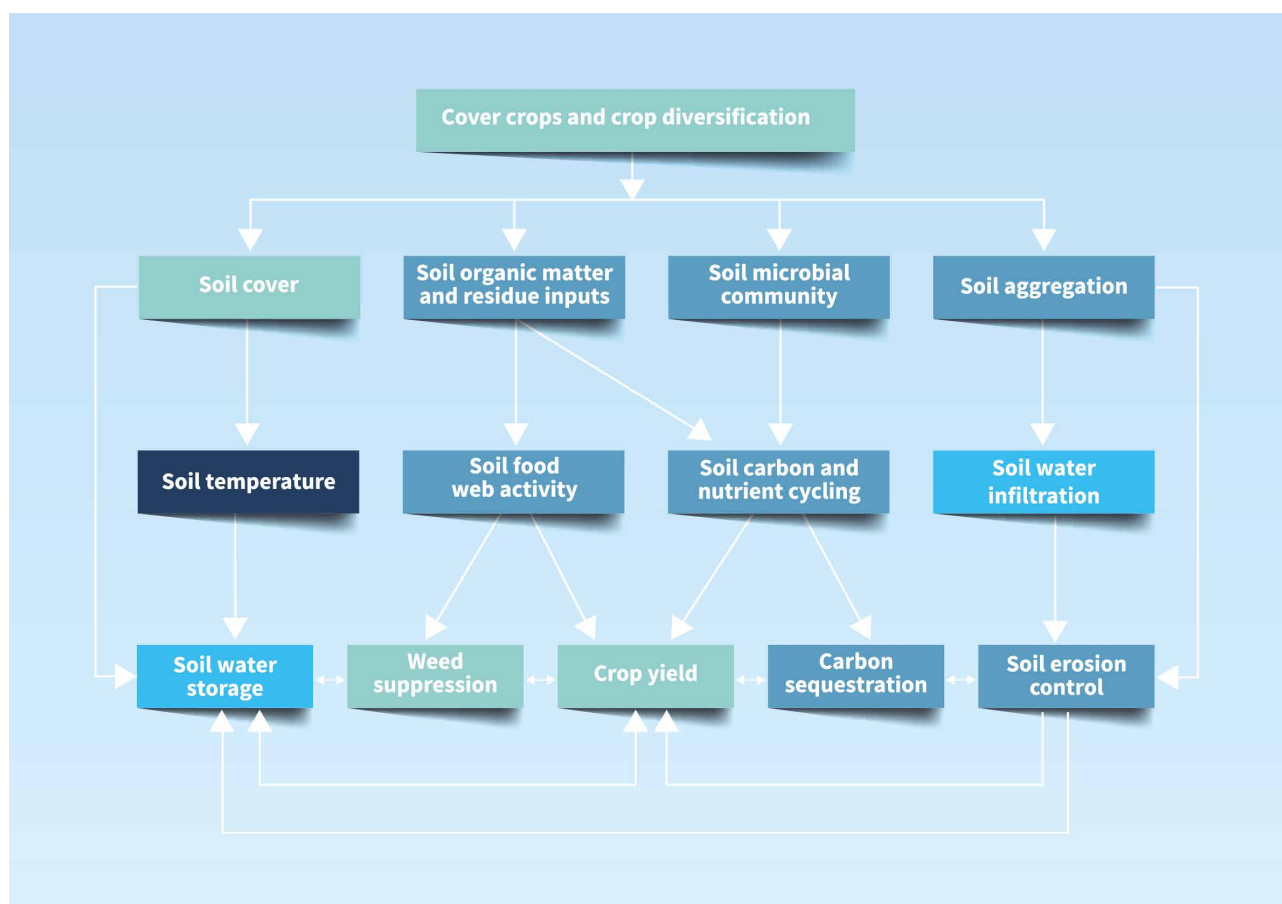 Cover crops and crop diversification
Soil cover
Soil organic matter
and residue inputs
Soil microbial
community
Soil aggregation
Soil temperature
Soil food
web activity
Soil carbon and
nutrient cycling
Soil water
infiltration
Soil water
storage
Weed
suppression
Crop yield
Carbon
sequestration
Soil erosion
control